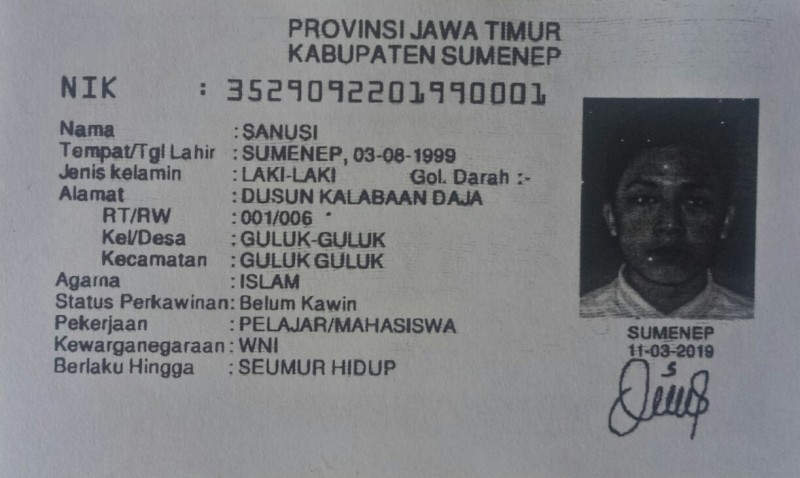 PROVINSI JAWA TIMUR
KABUPATEN SUMENEP
NIK : 3529092201990001
Nama : SANUSI
Tempat/Tgl Lahir : SUMENEP, 03-08-1999
Jenis kelamin : LAKI-LAKI Gol. Darah :-
Alamat : DUSUN KALABAAN DAJA
RT/RW : 001/006
Kel/Desa : GULUK-GULUK
Kecamatan : GULUK GULUK
Agama : ISLAM
Status Perkawinan: Belum Kawin
Pekerjaan : PELAJAR/MAHASISWA
Kewarganegaraan : WNI
Berlaku Hingga : SEUMUR HIDUP
SUMENEP
11-03-2019